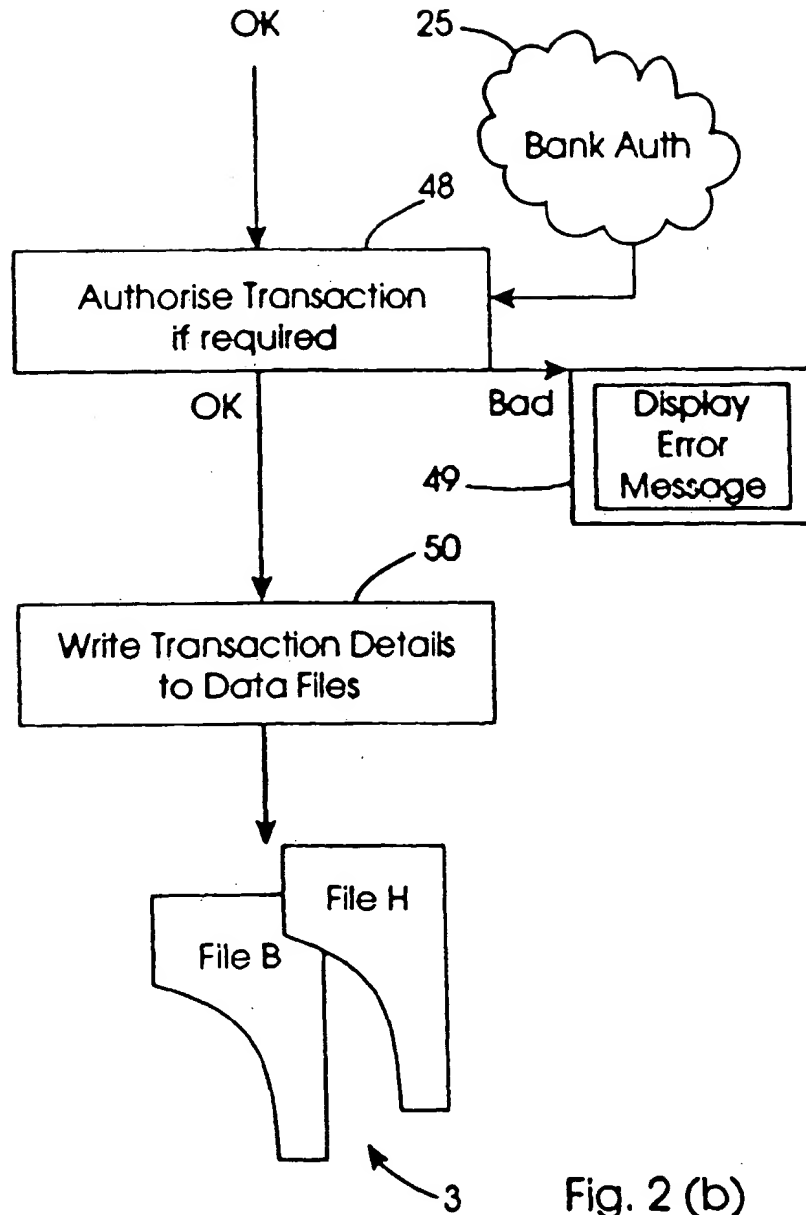 OK
25
Bank Auth
48
Authorise Transaction
if required
OK
Bad
Display
Error
Message
49
50
Write Transaction Details
to Data Files
File H
File B
3
Fig. 2 (b)